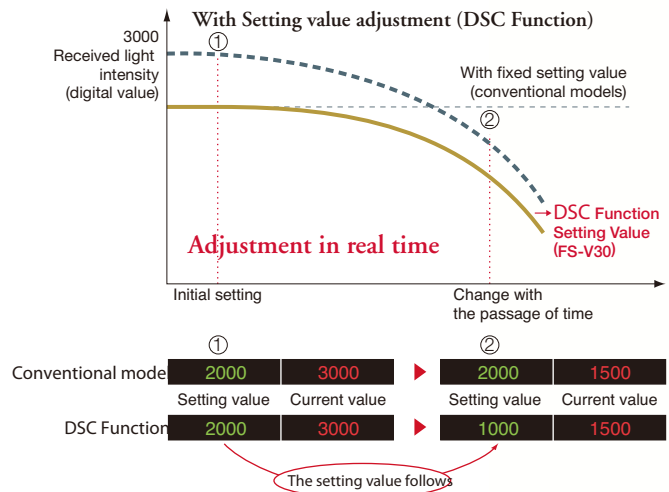 With Setting value adjustment (DSC Function)
3000
Received light
intensity
(digital value)
①
With fixed setting value
(conventional models)
②
DSC Function
Setting Value
(FS-V30)
Adjustment in real time
Initial setting
Change with
the passage of time
① ②
Conventional model 2000 3000 2000 1500
Setting value Current value Setting value Current value
DSC Function 2000 3000 1000 1500
The setting value follows